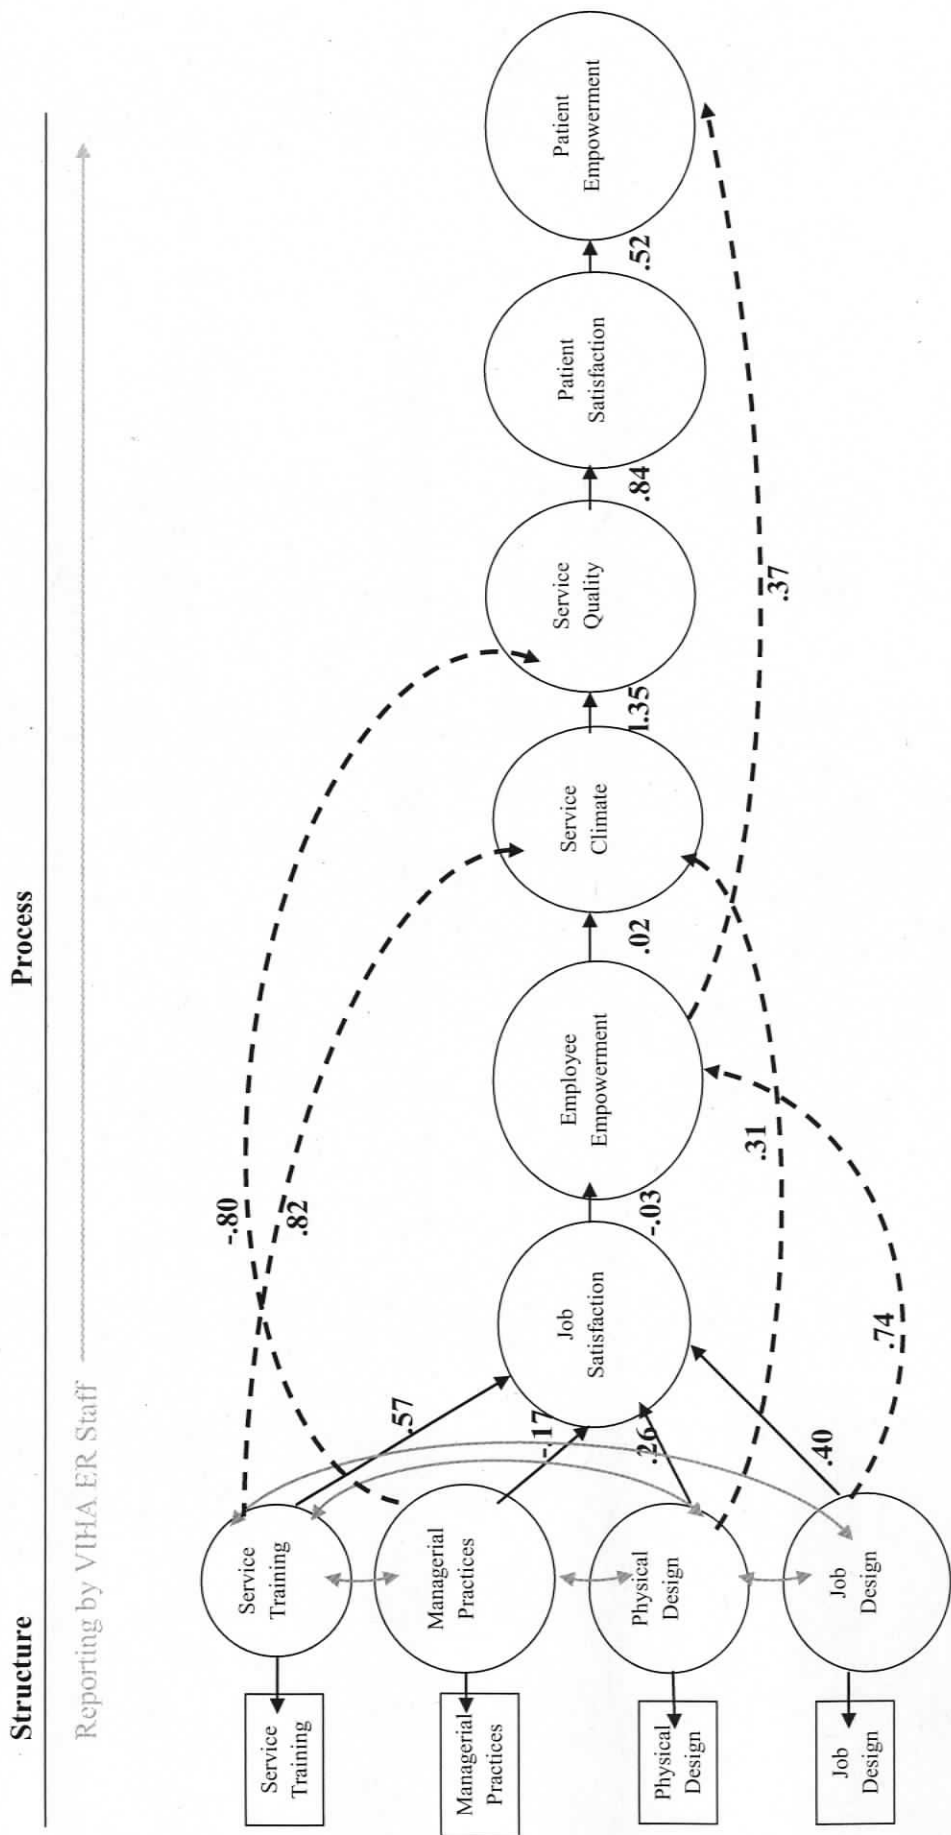 Structure
Process
Reporting by VIHA ER Staff
Service
Training
Managerial
Practices
Physical
Design
Job
Design
Service
Training
Managerial
Practices
Physical
Design
Job
Design
-.80
.82
.57
-.17
.26
.40
.74
.31
.37
Job
Satisfaction
-.03
Employee
Empowerment
.02
Service
Climate
1.35
Service
Quality
.84
Patient
Satisfaction
.52
Patient
Empowerment